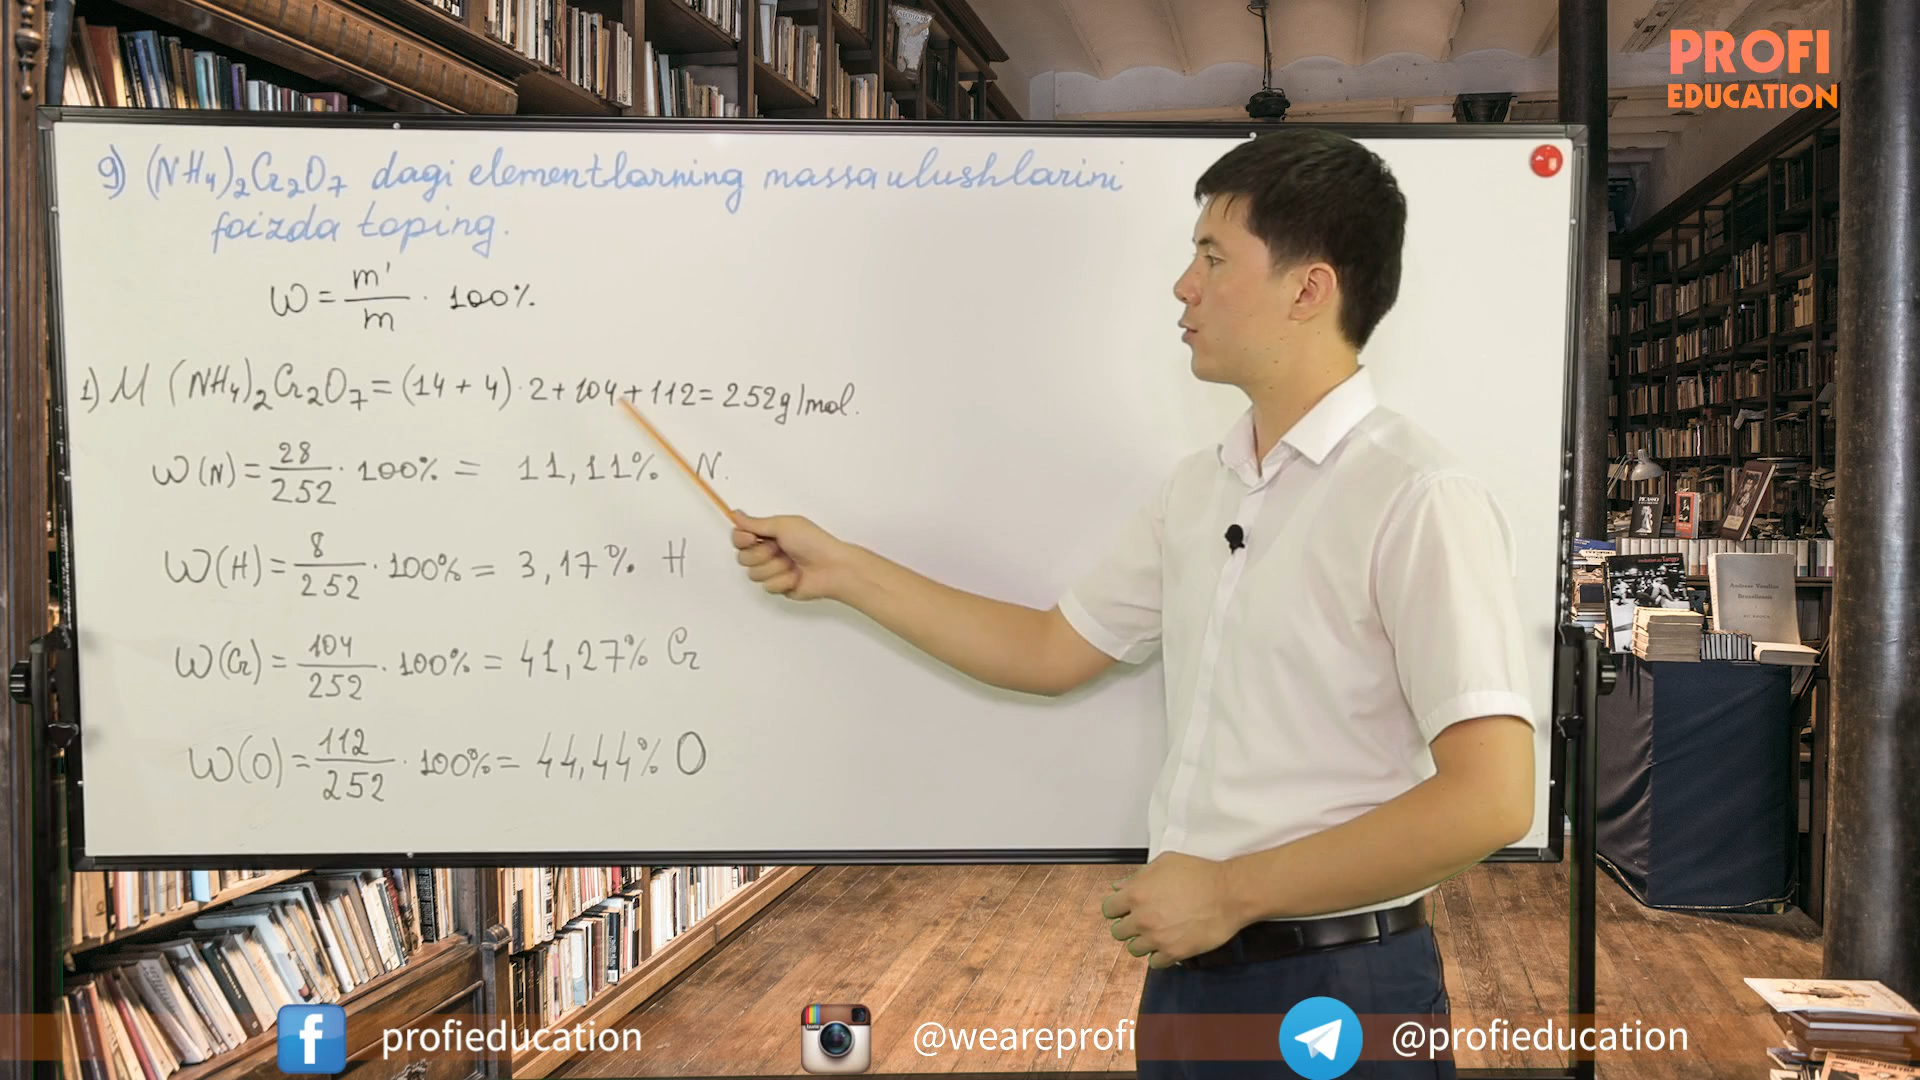 PROFI
EDUCATION
9) (NH₄)₂Cr₂O₇ dagi elementlarning massa ulushlarini
foizda toping.
ω = m'/m · 100%
1) M (NH₄)₂Cr₂O₇ = (14 + 4) · 2 + 104 + 112 = 252 g/mol.
ω(N) = 28/252 · 100% = 11,11% N.
ω(H) = 8/252 · 100% = 3,17% H
ω(Cr) = 104/252 · 100% = 41,27% Cr
ω(O) = 112/252 · 100% = 44,44% O
profieducation
@weareprofi
@profieducation